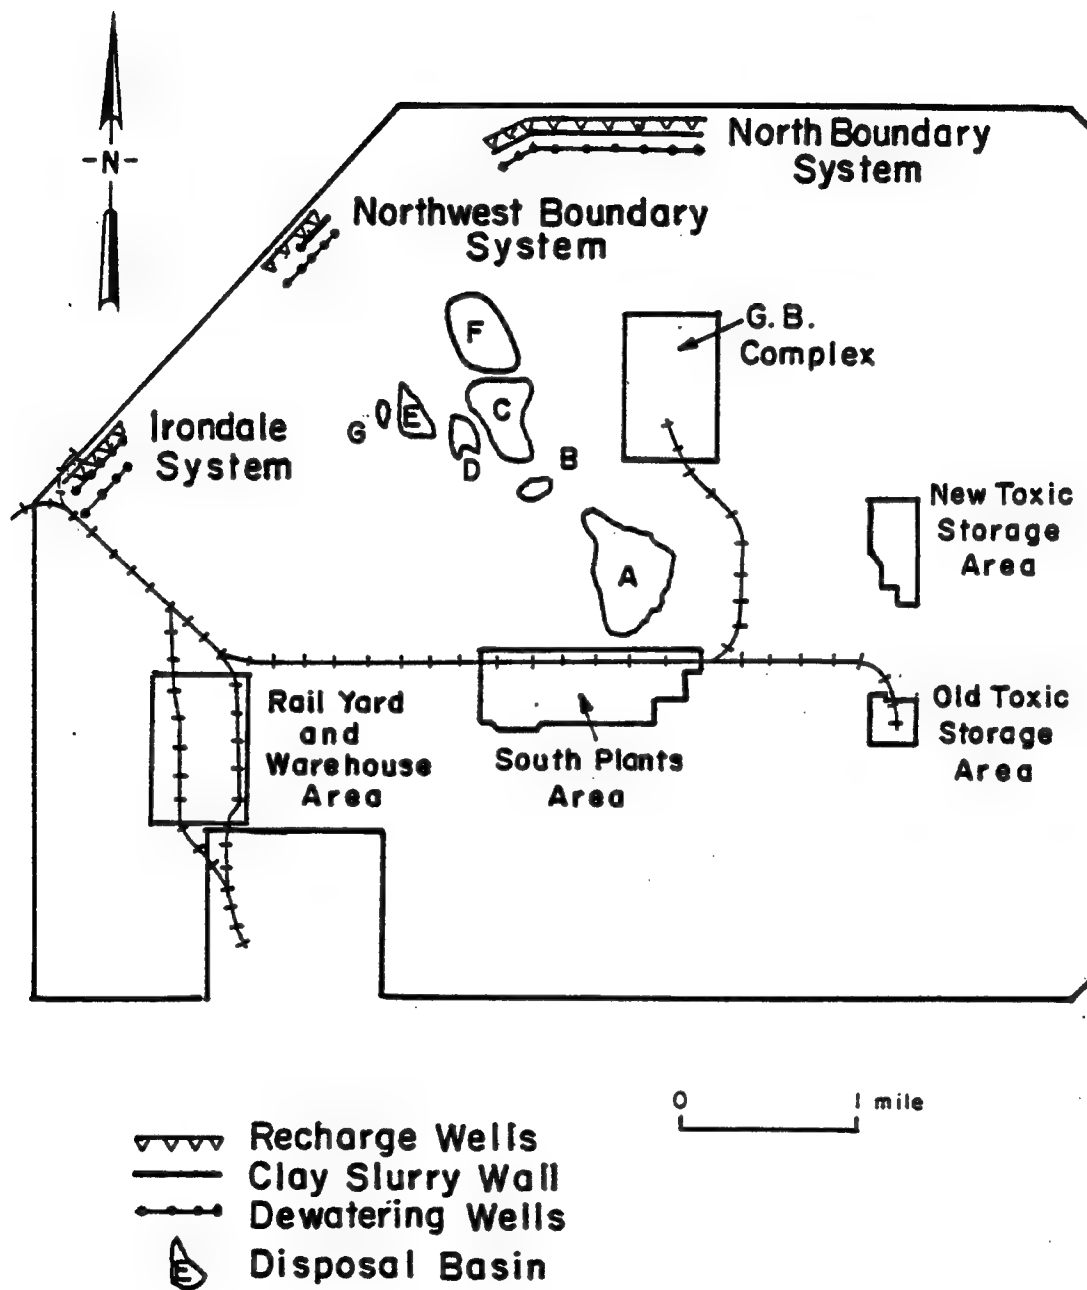 -N-
North Boundary
System
Northwest Boundary
System
F
G. B.
Complex
C
E
G
D
B
Irondale
System
New Toxic
Storage
Area
A
Rail Yard
and
Warehouse
Area
South Plants
Area
Old Toxic
Storage
Area
0 1 mile
Recharge Wells
Clay Slurry Wall
Dewatering Wells
E Disposal Basin